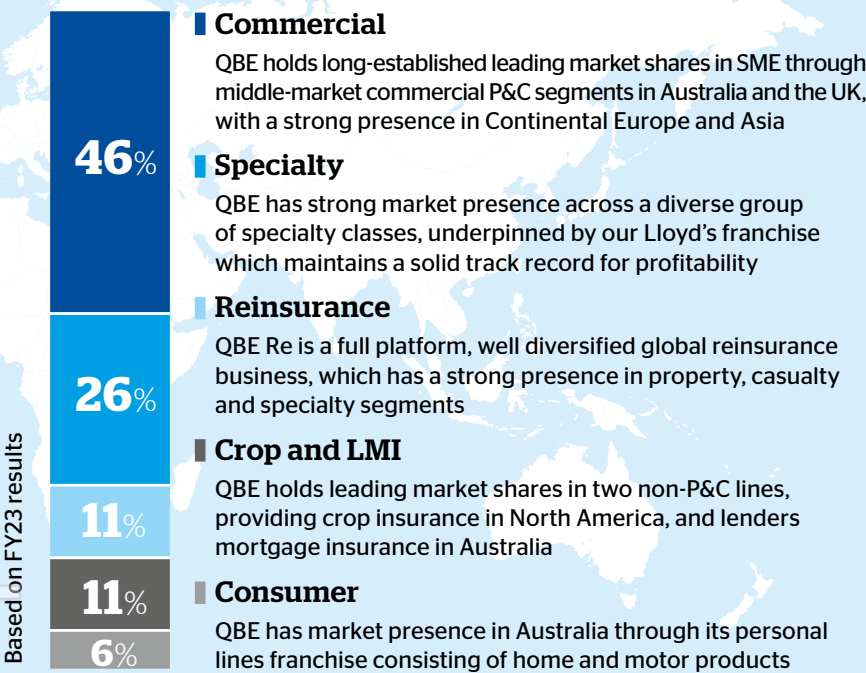 Commercial
QBE holds long-established leading market shares in SME through
middle-market commercial P&C segments in Australia and the UK,
with a strong presence in Continental Europe and Asia
46%
Specialty
QBE has strong market presence across a diverse group
of specialty classes, underpinned by our Lloyd's franchise
which maintains a solid track record for profitability
Reinsurance
QBE Re is a full platform, well diversified global reinsurance
business, which has a strong presence in property, casualty
and specialty segments
26%
Crop and LMI
QBE holds leading market shares in two non-P&C lines,
providing crop insurance in North America, and lenders
mortgage insurance in Australia
11%
11%
Consumer
QBE has market presence in Australia through its personal
lines franchise consisting of home and motor products
6%
Based on FY23 results